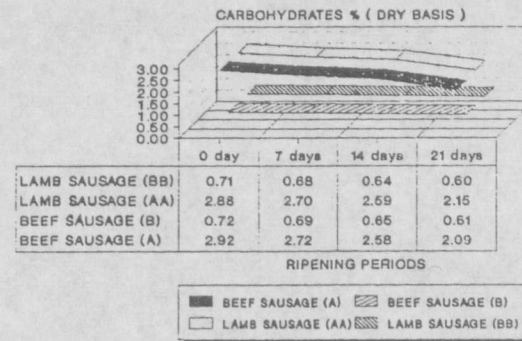 CARBOHYDRATES % ( DRY BASIS )
3.00
2.50
2.00
1.50
1.00
0.50
0.00
0 day 7 days 14 days 21 days
LAMB SAUSAGE (BB) 0.71 0.68 0.64 0.60
LAMB SAUSAGE (AA) 2.88 2.70 2.59 2.15
BEEF SAUSAGE (B) 0.72 0.69 0.65 0.61
BEEF SAUSAGE (A) 2.92 2.72 2.58 2.09
RIPENING PERIODS
BEEF SAUSAGE (A) BEEF SAUSAGE (B)
LAMB SAUSAGE (AA) LAMB SAUSAGE (BB)